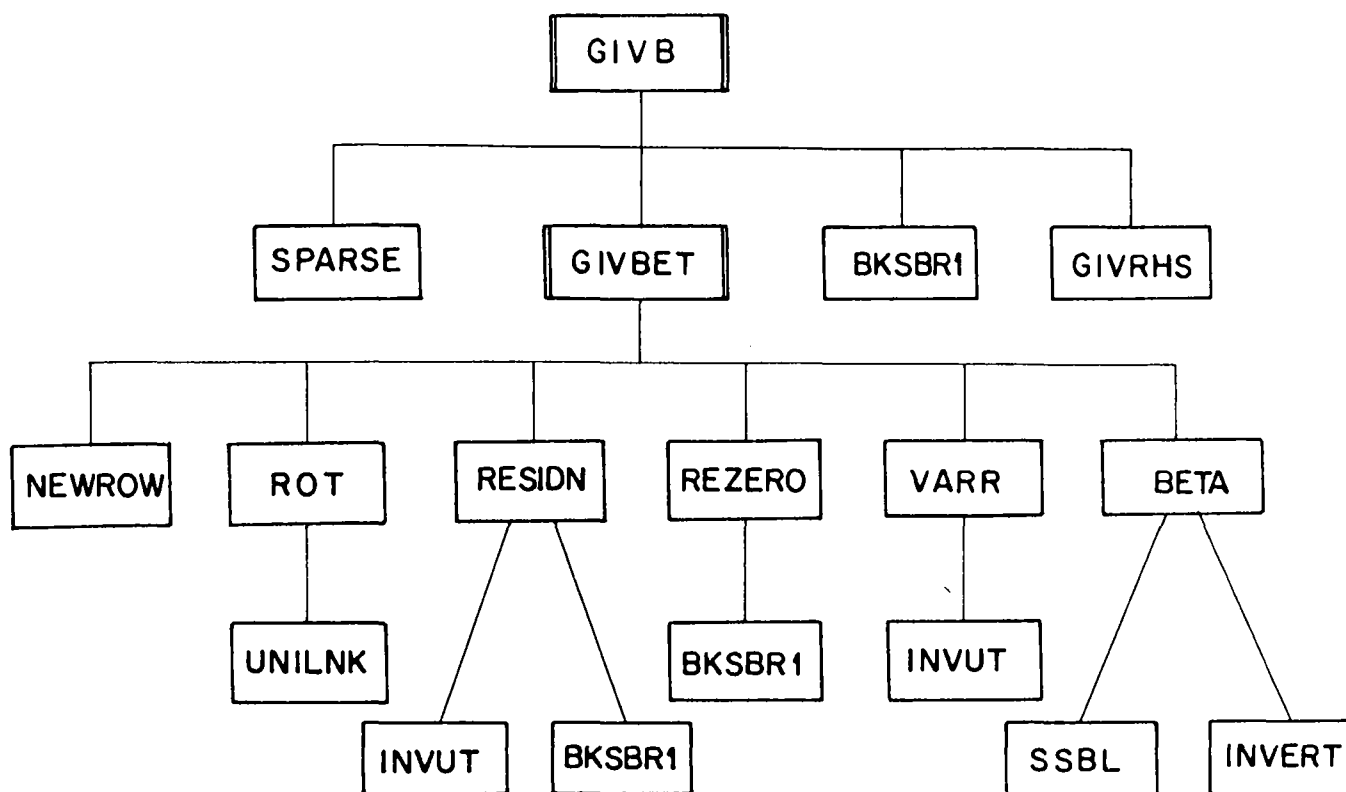 GIVB
SPARSE
GIVBET
BKSBR1
GIVRHS
NEWROW
ROT
RESIDN
REZERO
VARR
BETA
UNILNK
BKSBR1
INVUT
INVUT
BKSBR1
SSBL
INVERT